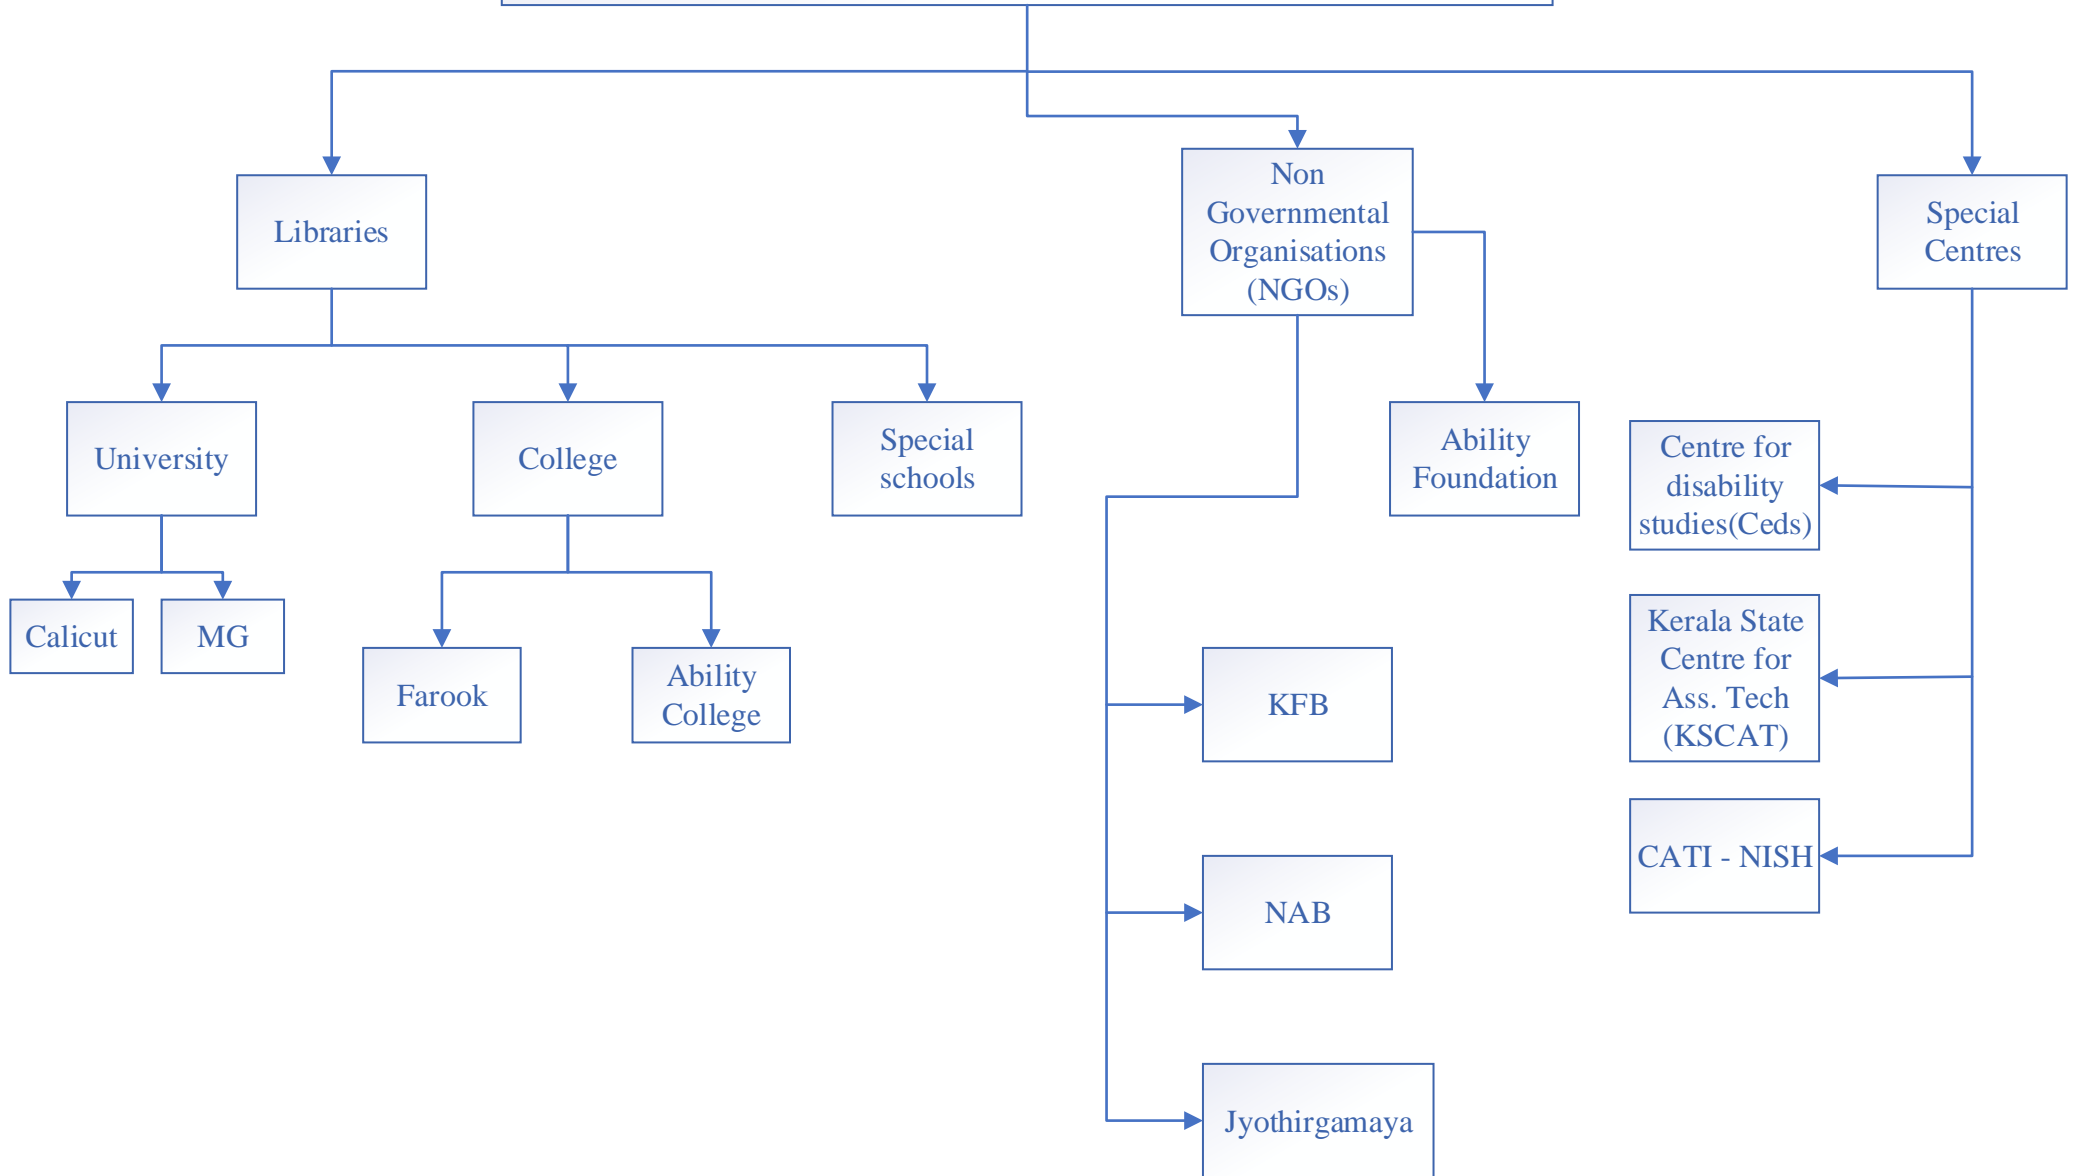 Libraries
Non
Governmental
Organisations
(NGOs)
Special
Centres
University
College
Special
schools
Ability
Foundation
Centre for
disability
studies(Ceds)
Calicut
MG
Farook
Ability
College
KFB
Kerala State
Centre for
Ass. Tech
(KSCAT)
NAB
CATI - NISH
Jyothirgamaya